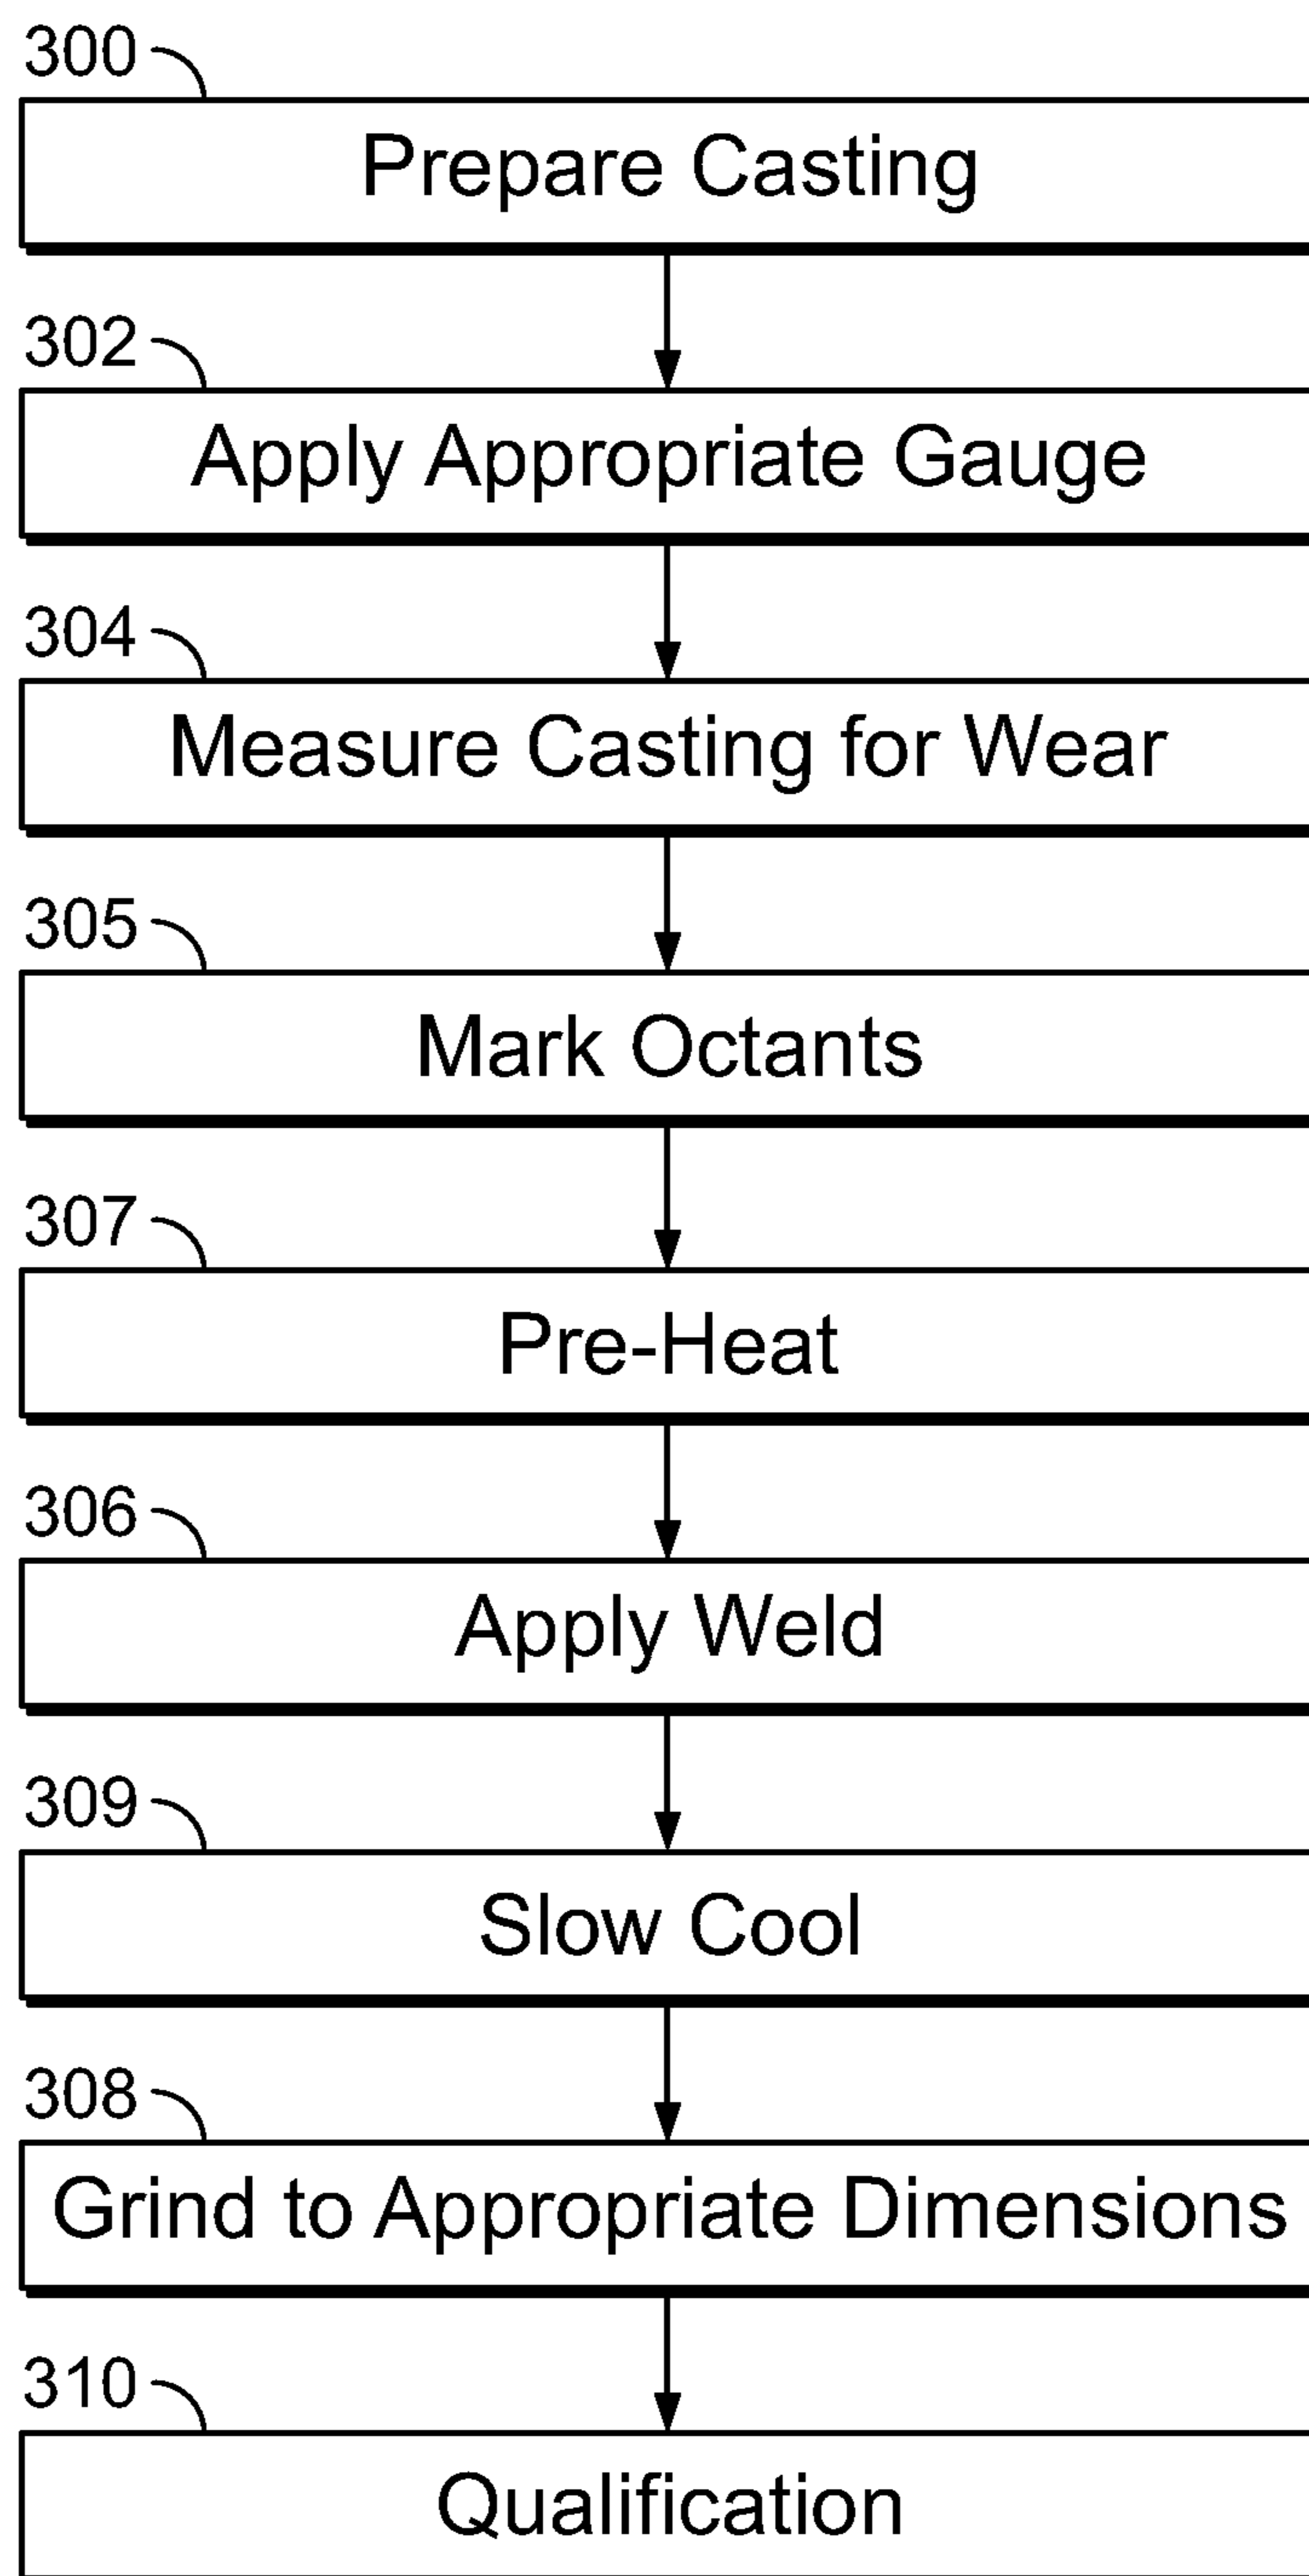 300
Prepare Casting
302
Apply Appropriate Gauge
304
Measure Casting for Wear
305
Mark Octants
307
Pre-Heat
306
Apply Weld
309
Slow Cool
308
Grind to Appropriate Dimensions
310
Qualification